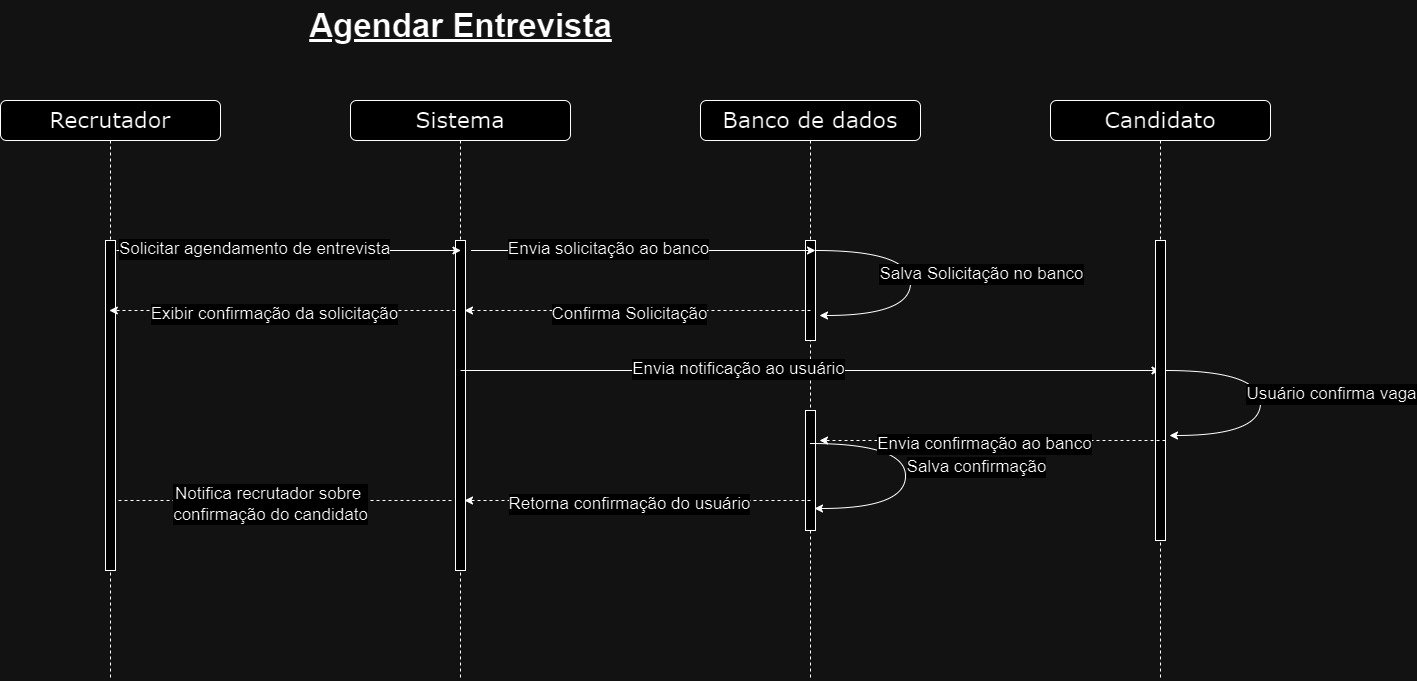 Agendar Entrevista
Recrutador
Sistema
Banco de dados
Candidato
Solicitar agendamento de entrevista
Envia solicitação ao banco
Salva Solicitação no banco
Exibir confirmação da solicitação
Confirma Solicitação
Envia notificação ao usuário
Usuário confirma vaga
Envia confirmação ao banco
Salva confirmação
Notifica recrutador sobre
confirmação do candidato
Retorna confirmação do usuário